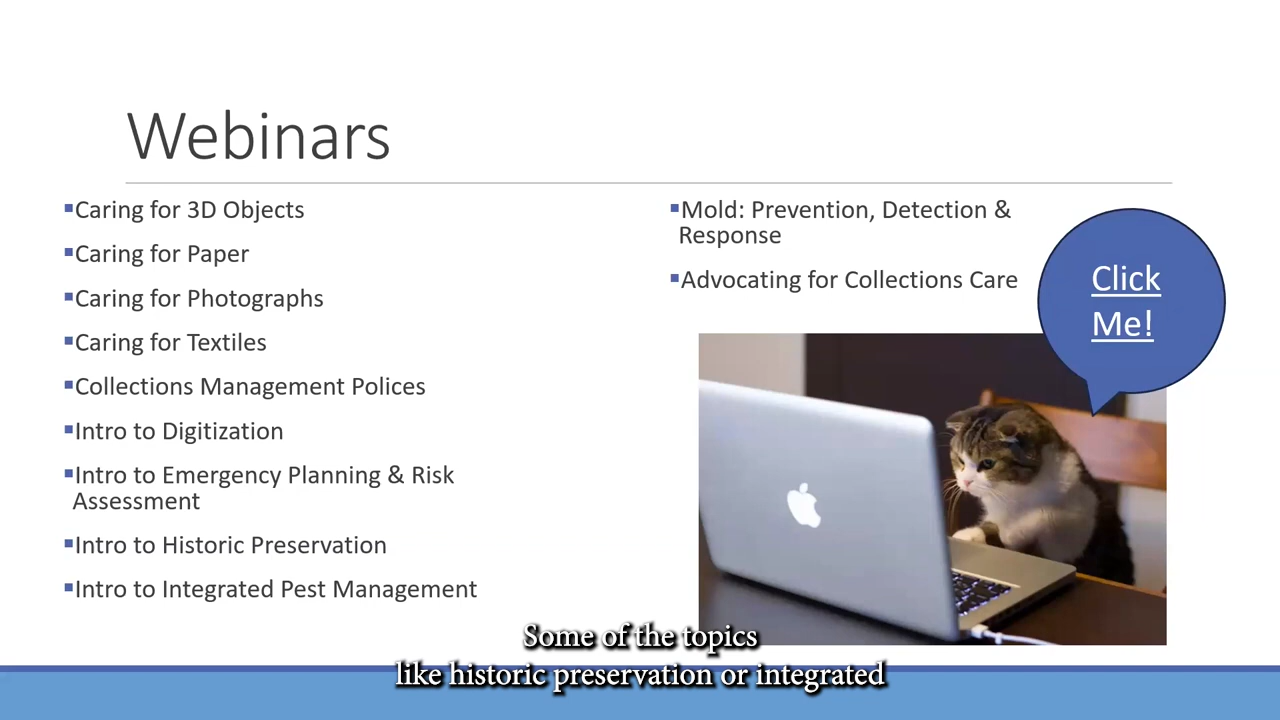 Webinars
▪Caring for 3D Objects
▪Caring for Paper
▪Caring for Photographs
▪Caring for Textiles
▪Collections Management Polices
▪Intro to Digitization
▪Intro to Emergency Planning & Risk
Assessment
▪Intro to Historic Preservation
▪Intro to Integrated Pest Management
▪Mold: Prevention, Detection &
Response
▪Advocating for Collections Care
Click
Me!
Some of the topics
like historic preservation or integrated